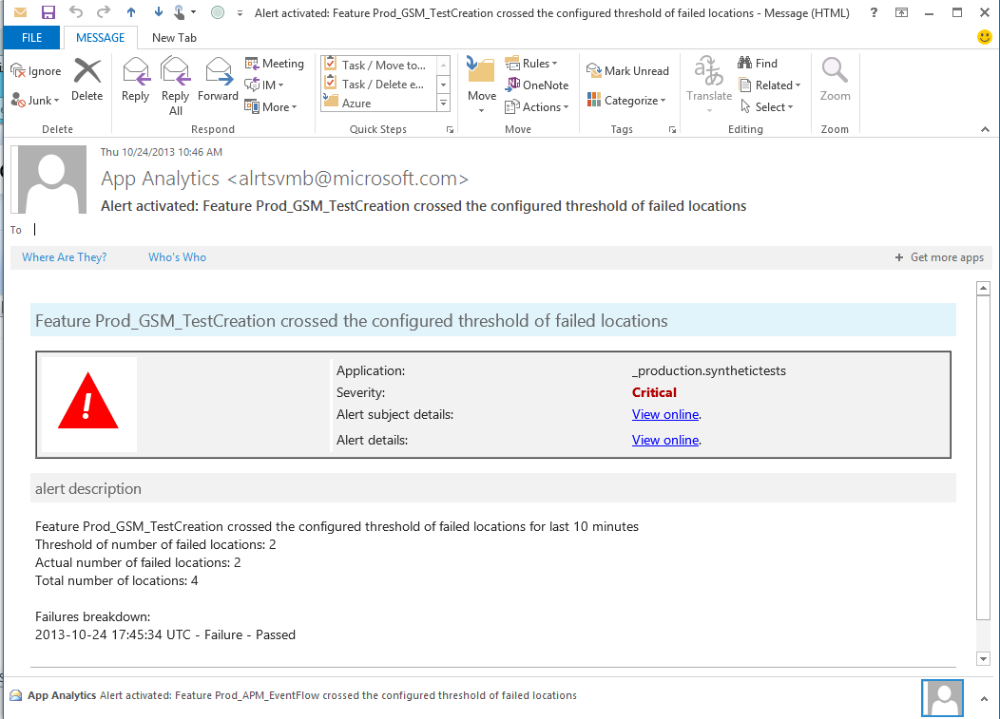 Alert activated: Feature Prod_GSM_TestCreation crossed the configured threshold of failed locations - Message (HTML)
FILE MESSAGE New Tab
Ignore
Junk
Delete
Delete
Reply
Reply All
Forward
Meeting
IM
More
Respond
Task / Move to...
Task / Delete e...
Azure
Quick Steps
Move
Rules
OneNote
Actions
Move
Mark Unread
Categorize
Tags
Translate
Find
Related
Select
Editing
Zoom
Zoom
Thu 10/24/2013 10:46 AM
App Analytics <alrtsvmb@microsoft.com>
Alert activated: Feature Prod_GSM_TestCreation crossed the configured threshold of failed locations
To
Where Are They? Who's Who + Get more apps
Feature Prod_GSM_TestCreation crossed the configured threshold of failed locations
Application: _production.synthetictests
Severity: Critical
Alert subject details: View online.
Alert details: View online.
alert description
Feature Prod_GSM_TestCreation crossed the configured threshold of failed locations for last 10 minutes
Threshold of number of failed locations: 2
Actual number of failed locations: 2
Total number of locations: 4
Failures breakdown:
2013-10-24 17:45:34 UTC - Failure - Passed
App Analytics Alert activated: Feature Prod_APM_EventFlow crossed the configured threshold of failed locations